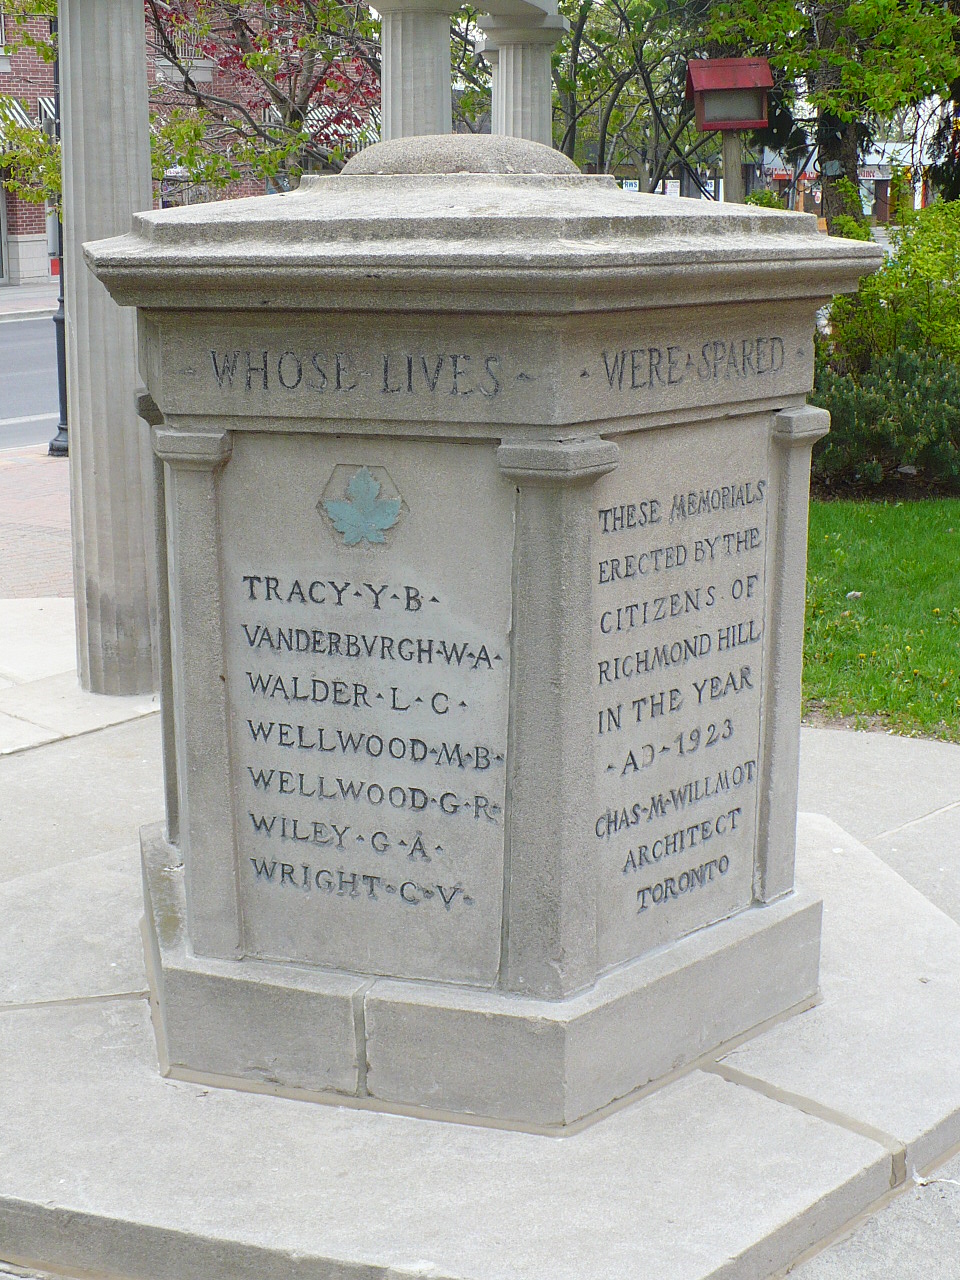 · WHOSE · LIVES ·
· WERE · SPARED ·
TRACY · Y · B ·
VANDERBVRGH · W · A
WALDER · L · C ·
WELLWOOD · M · B ·
WELLWOOD · G · R ·
WILEY · G · A ·
WRIGHT · C · V ·
THESE MEMORIALS
ERECTED BY THE
CITIZENS OF
RICHMOND HILL
IN THE YEAR
· AD · 1923
CHAS · M · WILLMOT
ARCHITECT
TORONTO